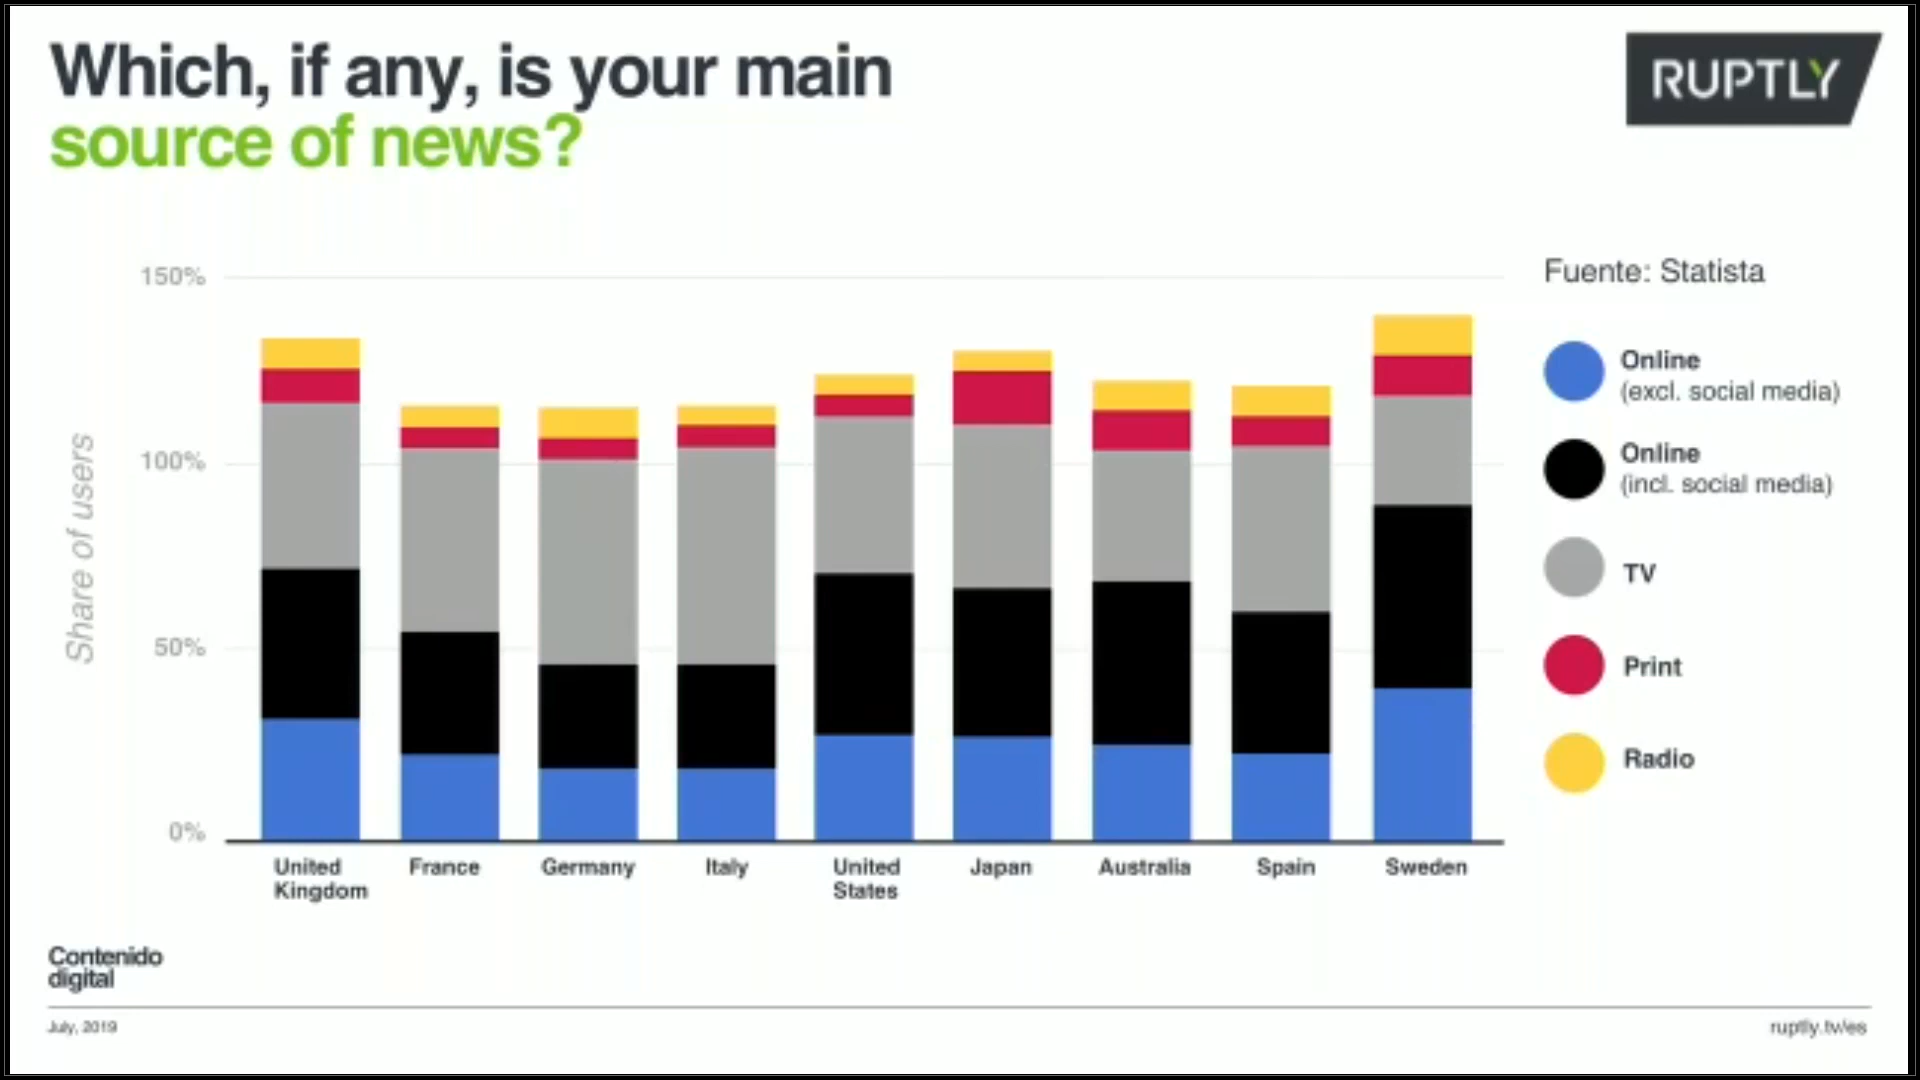 Which, if any, is your main
source of news?
RUPTLY
Fuente: Statista
150%
100%
50%
0%
Share of users
Online
(excl. social media)
Online
(incl. social media)
TV
Print
Radio
United
Kingdom
France
Germany
Italy
United
States
Japan
Australia
Spain
Sweden
Contenido
digital
July, 2019
ruptly.tv/es